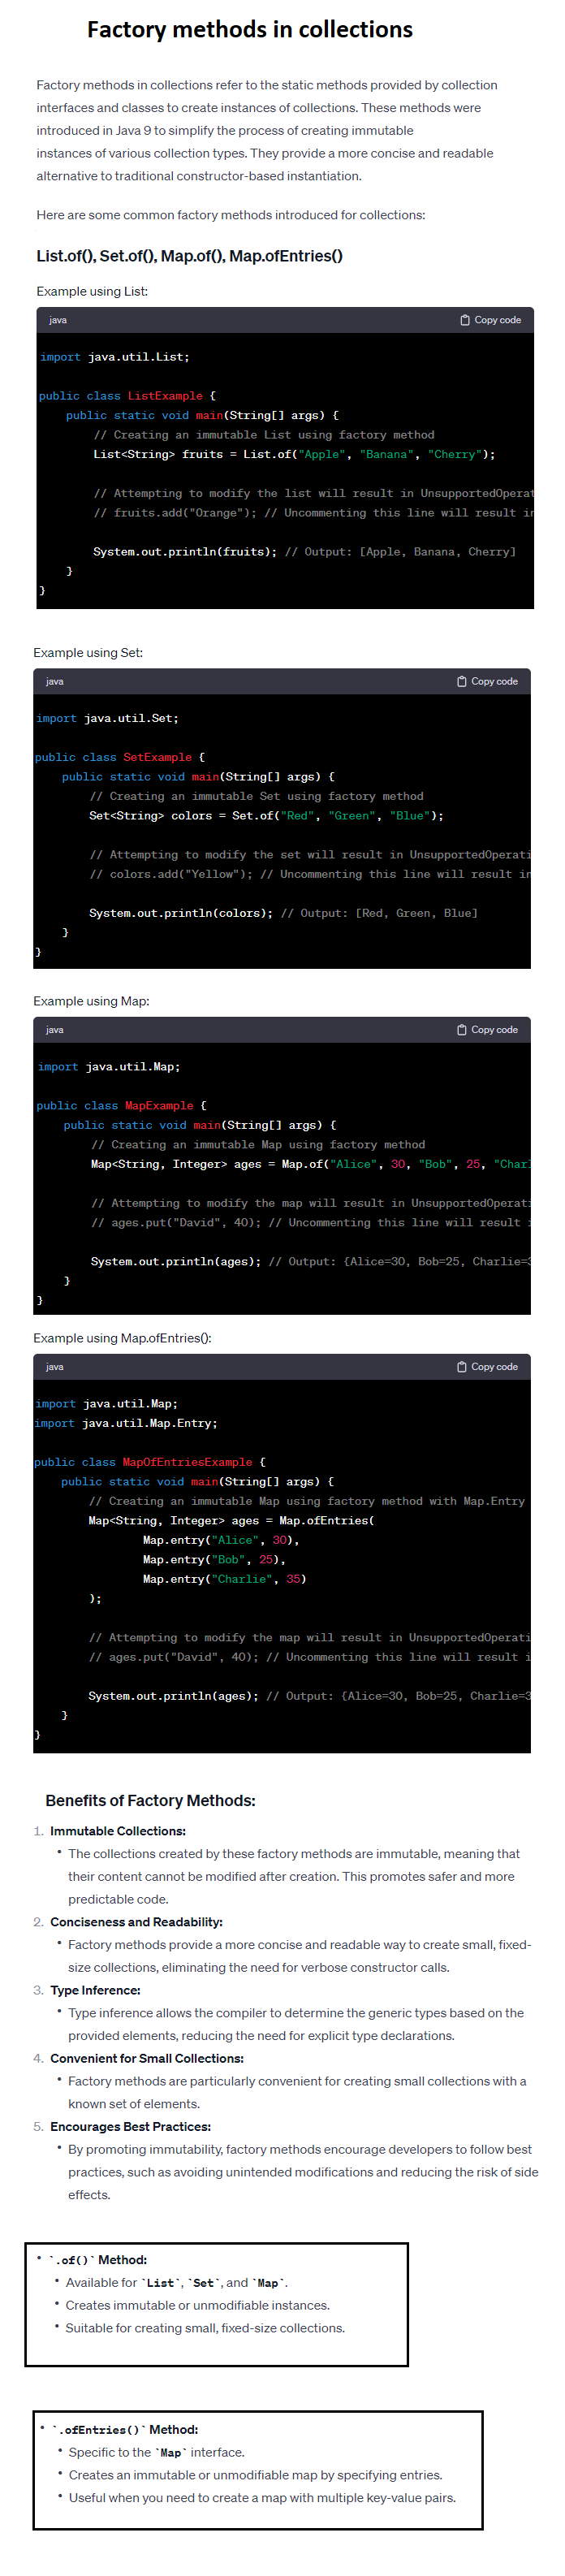 Factory methods in collections
Factory methods in collections refer to the static methods provided by collection
interfaces and classes to create instances of collections. These methods were
introduced in Java 9 to simplify the process of creating immutable
instances of various collection types. They provide a more concise and readable
alternative to traditional constructor-based instantiation.
Here are some common factory methods introduced for collections:
List.of(), Set.of(), Map.of(), Map.ofEntries()
Example using List:
java Copy code
import java.util.List;
public class ListExample {
public static void main(String[] args) {
// Creating an immutable List using factory method
List<String> fruits = List.of("Apple", "Banana", "Cherry");
// Attempting to modify the list will result in UnsupportedOperat
// fruits.add("Orange"); // Uncommenting this line will result in
System.out.println(fruits); // Output: [Apple, Banana, Cherry]
}
}
Example using Set:
java Copy code
import java.util.Set;
public class SetExample {
public static void main(String[] args) {
// Creating an immutable Set using factory method
Set<String> colors = Set.of("Red", "Green", "Blue");
// Attempting to modify the set will result in UnsupportedOperati
// colors.add("Yellow"); // Uncommenting this line will result in
System.out.println(colors); // Output: [Red, Green, Blue]
}
}
Example using Map:
java Copy code
import java.util.Map;
public class MapExample {
public static void main(String[] args) {
// Creating an immutable Map using factory method
Map<String, Integer> ages = Map.of("Alice", 30, "Bob", 25, "Charl
// Attempting to modify the map will result in UnsupportedOperati
// ages.put("David", 40); // Uncommenting this line will result
System.out.println(ages); // Output: {Alice=30, Bob=25, Charlie=3
}
}
Example using Map.ofEntries():
java Copy code
import java.util.Map;
import java.util.Map.Entry;
public class MapOfEntriesExample {
public static void main(String[] args) {
// Creating an immutable Map using factory method with Map.Entry
Map<String, Integer> ages = Map.ofEntries(
Map.entry("Alice", 30),
Map.entry("Bob", 25),
Map.entry("Charlie", 35)
);
// Attempting to modify the map will result in UnsupportedOperati
// ages.put("David", 40); // Uncommenting this line will result i
System.out.println(ages); // Output: {Alice=30, Bob=25, Charlie=3
}
}
Benefits of Factory Methods:
1. Immutable Collections:
• The collections created by these factory methods are immutable, meaning that
their content cannot be modified after creation. This promotes safer and more
predictable code.
2. Conciseness and Readability:
• Factory methods provide a more concise and readable way to create small, fixed-
size collections, eliminating the need for verbose constructor calls.
3. Type Inference:
• Type inference allows the compiler to determine the generic types based on the
provided elements, reducing the need for explicit type declarations.
4. Convenient for Small Collections:
• Factory methods are particularly convenient for creating small collections with a
known set of elements.
5. Encourages Best Practices:
• By promoting immutability, factory methods encourage developers to follow best
practices, such as avoiding unintended modifications and reducing the risk of side
effects.
• `.of()` Method:
• Available for `List`, `Set`, and `Map`.
• Creates immutable or unmodifiable instances.
• Suitable for creating small, fixed-size collections.
• `.ofEntries()` Method:
• Specific to the `Map` interface.
• Creates an immutable or unmodifiable map by specifying entries.
• Useful when you need to create a map with multiple key-value pairs.